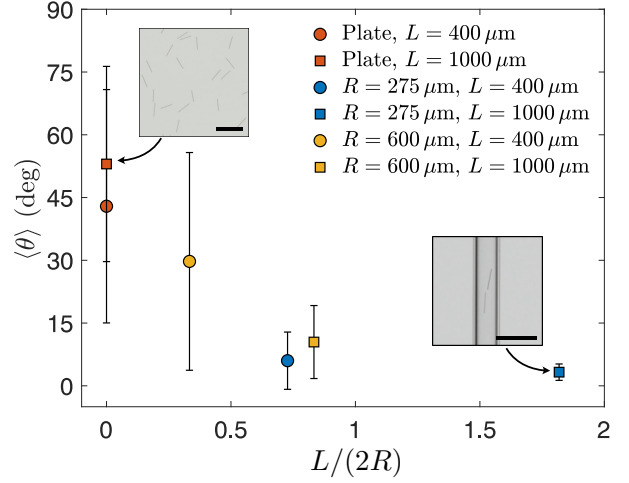 90
75
60
45
30
15
0
⟨θ⟩ (deg)
Plate, L = 400 μm
Plate, L = 1000 μm
R = 275 μm, L = 400 μm
R = 275 μm, L = 1000 μm
R = 600 μm, L = 400 μm
R = 600 μm, L = 1000 μm
0
0.5
1
1.5
2
L/(2R)